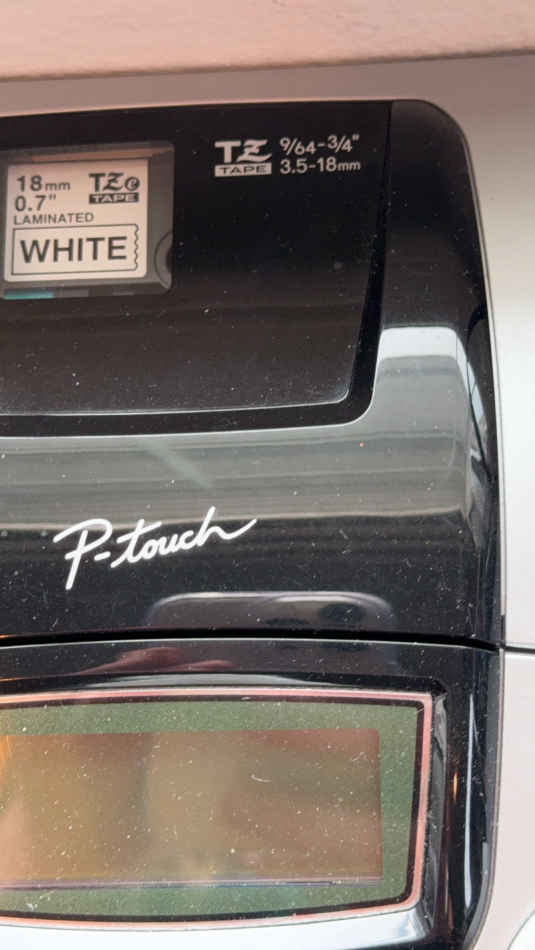 18mm TZe
0.7" TAPE
LAMINATED
WHITE
TZ 9/64-3/4"
TAPE 3.5-18mm
P-touch